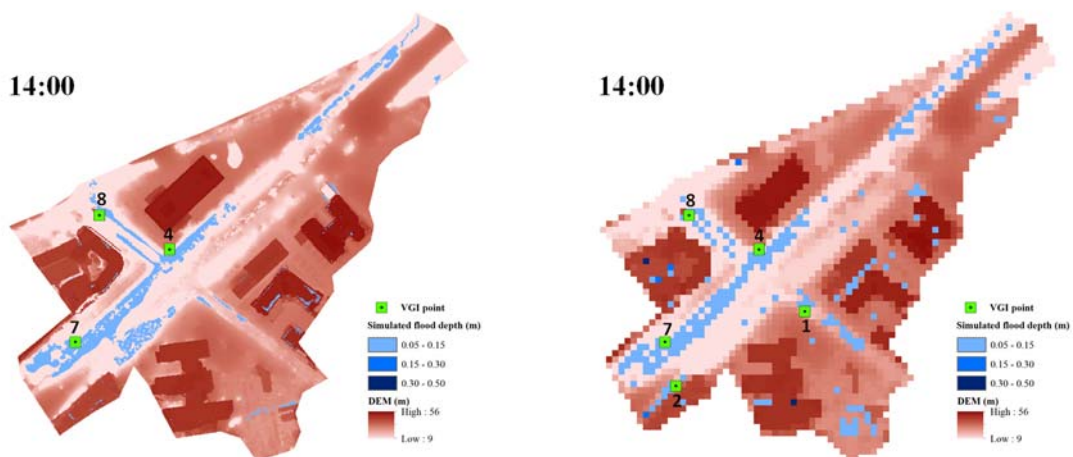 14:00
8
4
7
VGI point
Simulated flood depth (m)
0.05 - 0.15
0.15 - 0.30
0.30 - 0.50
DEM (m)
High : 56
Low : 9
14:00
8
4
1
7
2
VGI point
Simulated flood depth (m)
0.05 - 0.15
0.15 - 0.30
0.30 - 0.50
DEM (m)
High : 56
Low : 9